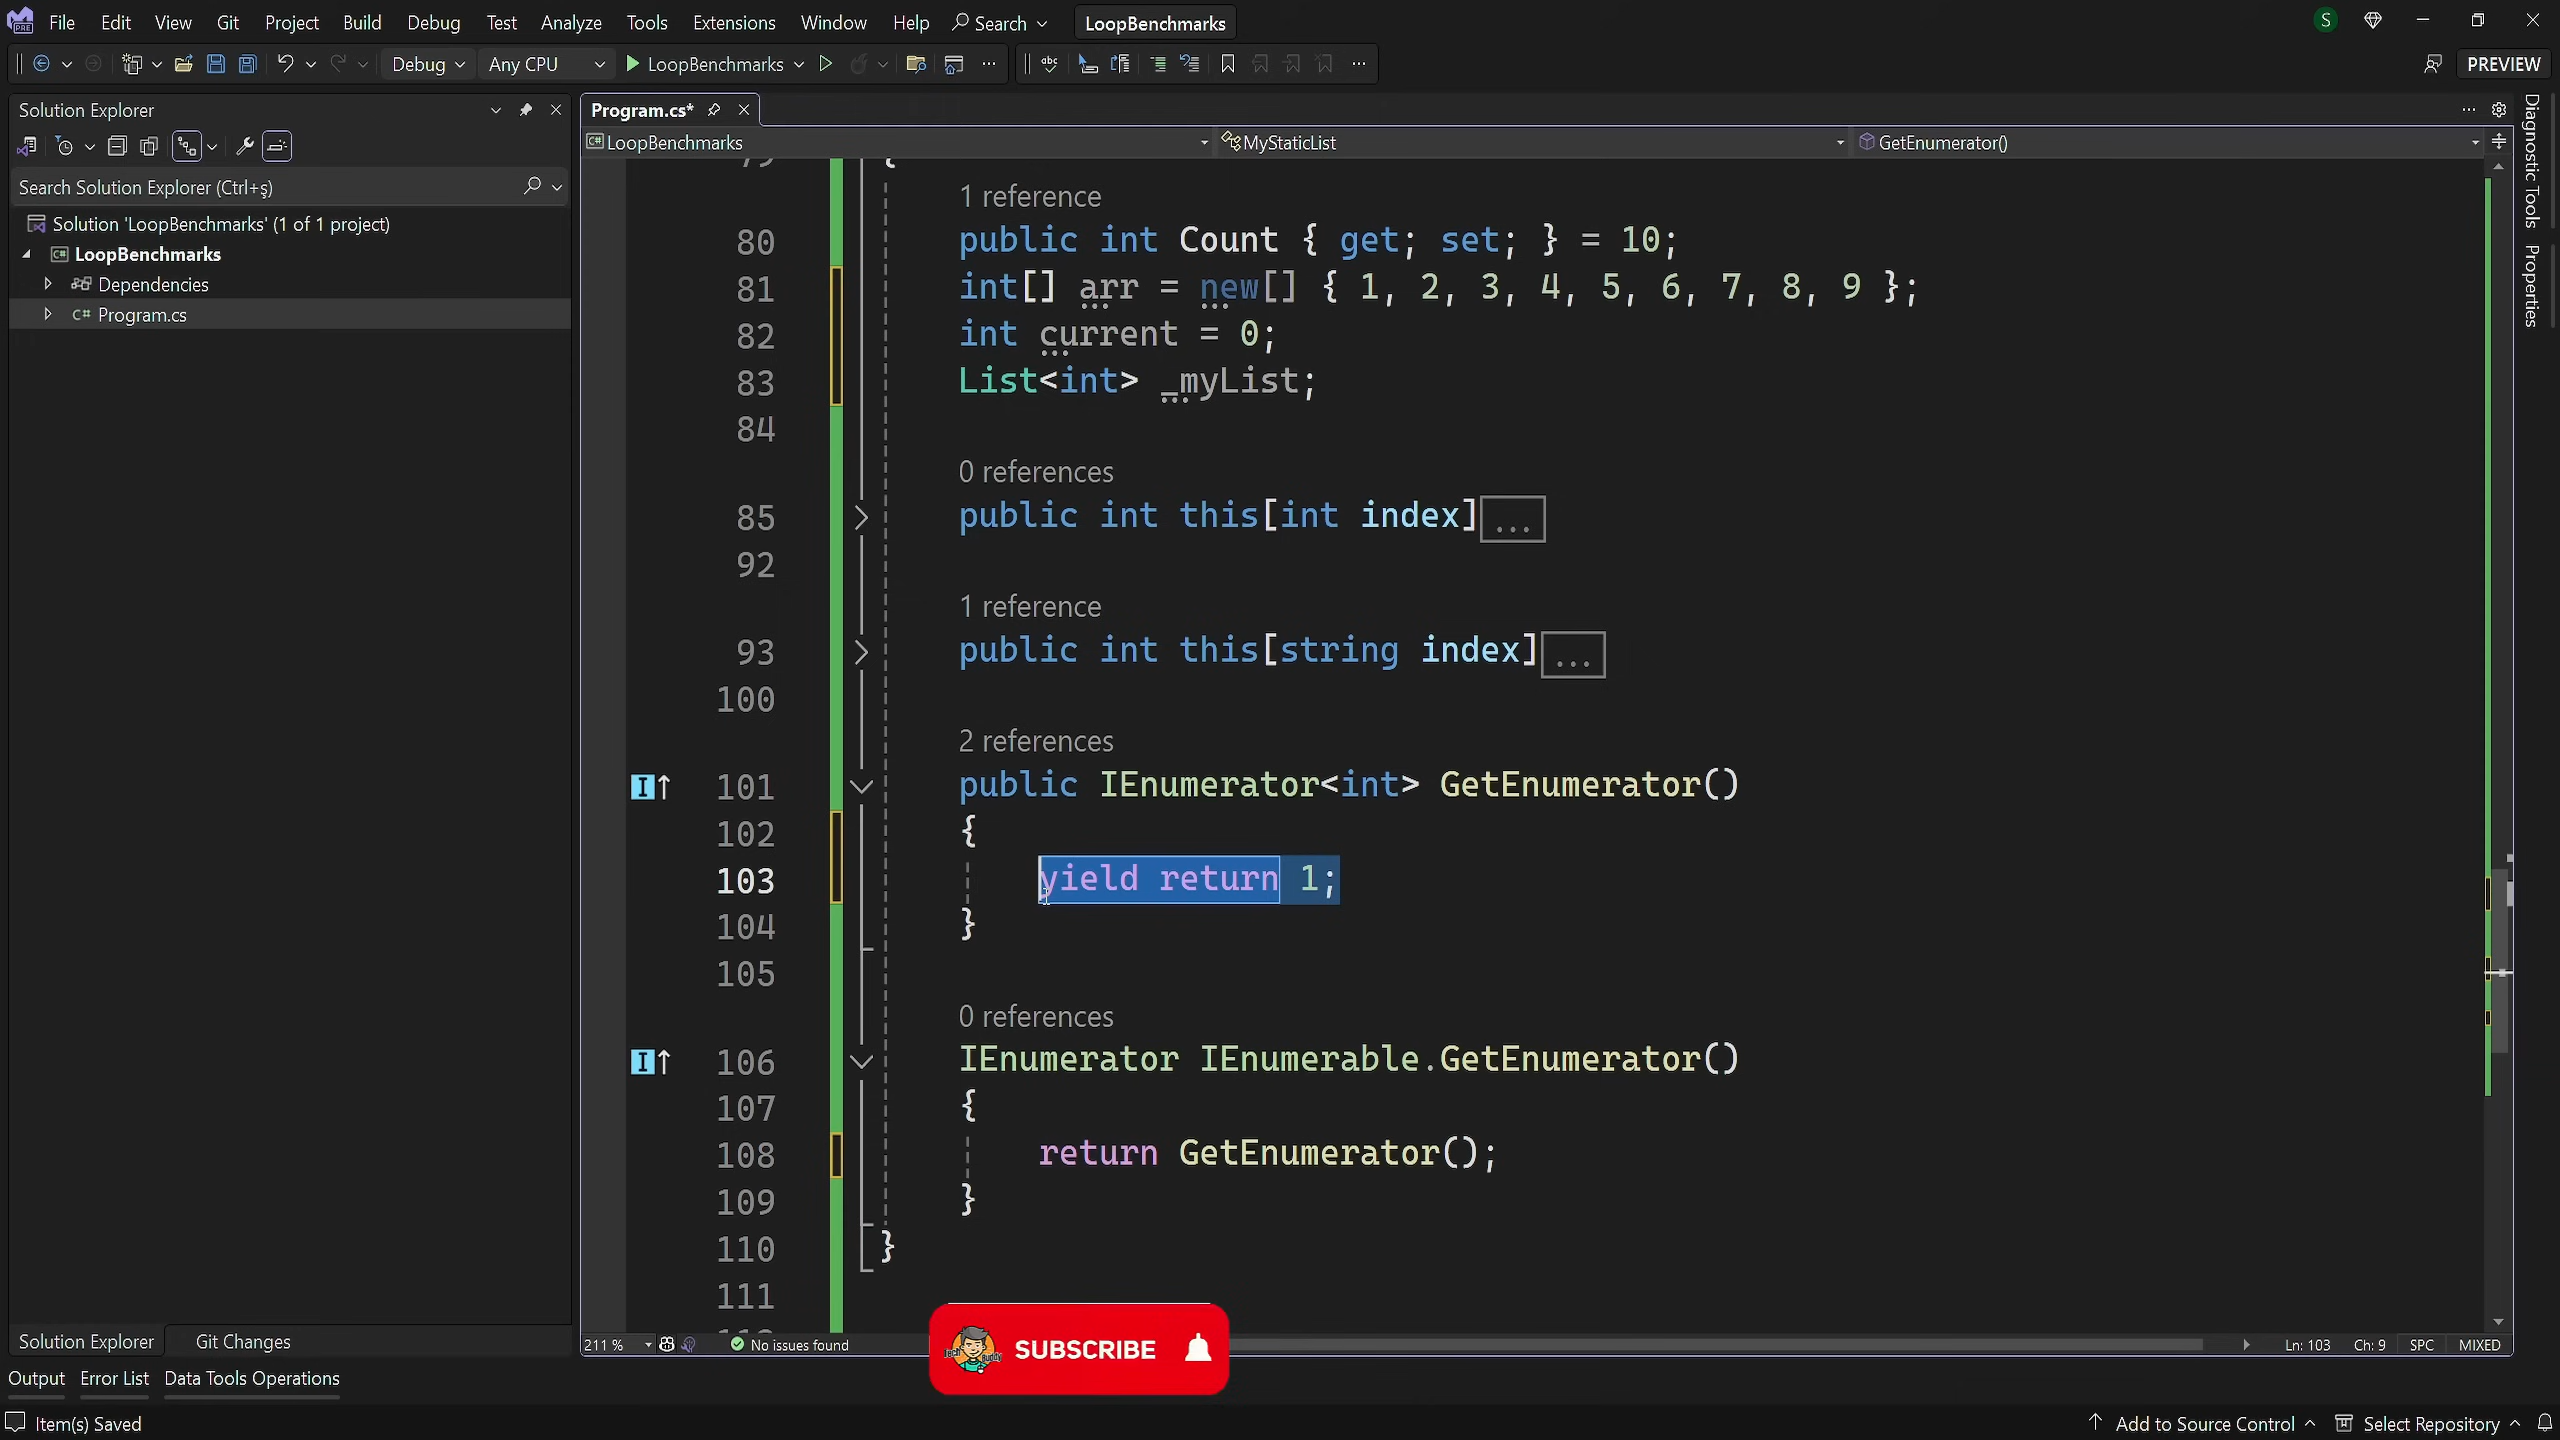 File Edit View Git Project Build Debug Test Analyze Tools Extensions Window Help Search LoopBenchmarks S
Debug Any CPU LoopBenchmarks PREVIEW
Solution Explorer
Program.cs*
LoopBenchmarks MyStaticList GetEnumerator()
Search Solution Explorer (Ctrl+ş)
Solution 'LoopBenchmarks' (1 of 1 project)
LoopBenchmarks
Dependencies
C# Program.cs
79 {
1 reference
80 public int Count { get; set; } = 10;
81 int[] arr = new[] { 1, 2, 3, 4, 5, 6, 7, 8, 9 };
82 int current = 0;
83 List<int> _myList;
84
0 references
85 public int this[int index]...
92
1 reference
93 public int this[string index]...
100
2 references
101 public IEnumerator<int> GetEnumerator()
102 {
103 yield return 1;
104 }
105
0 references
106 IEnumerator IEnumerable.GetEnumerator()
107 {
108 return GetEnumerator();
109 }
110 }
111
Diagnostic Tools
Properties
Solution Explorer Git Changes
211 % No issues found
Tech Buddy SUBSCRIBE
Ln: 103 Ch: 9 SPC MIXED
Output Error List Data Tools Operations
Item(s) Saved
Add to Source Control Select Repository